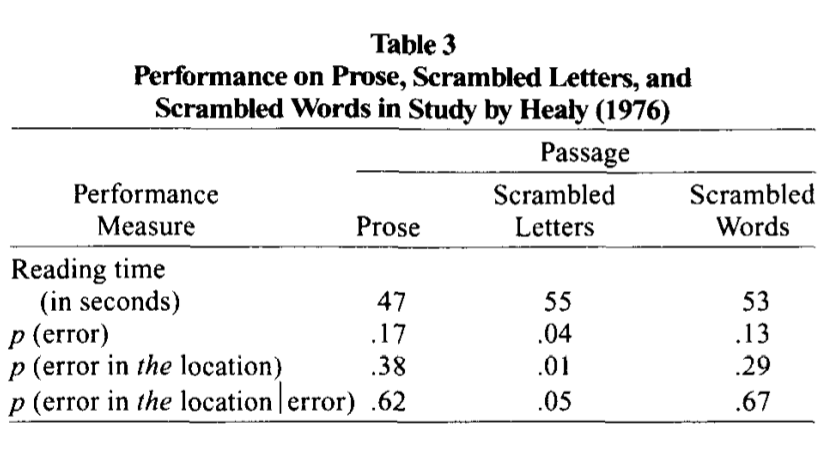 Table 3
Performance on Prose, Scrambled Letters, and
Scrambled Words in Study by Healy (1976)
Passage
Performance Scrambled Scrambled
Measure Prose Letters Words
Reading time
(in seconds) 47 55 53
p (error) .17 .04 .13
p (error in the location) .38 .01 .29
p (error in the location | error) .62 .05 .67